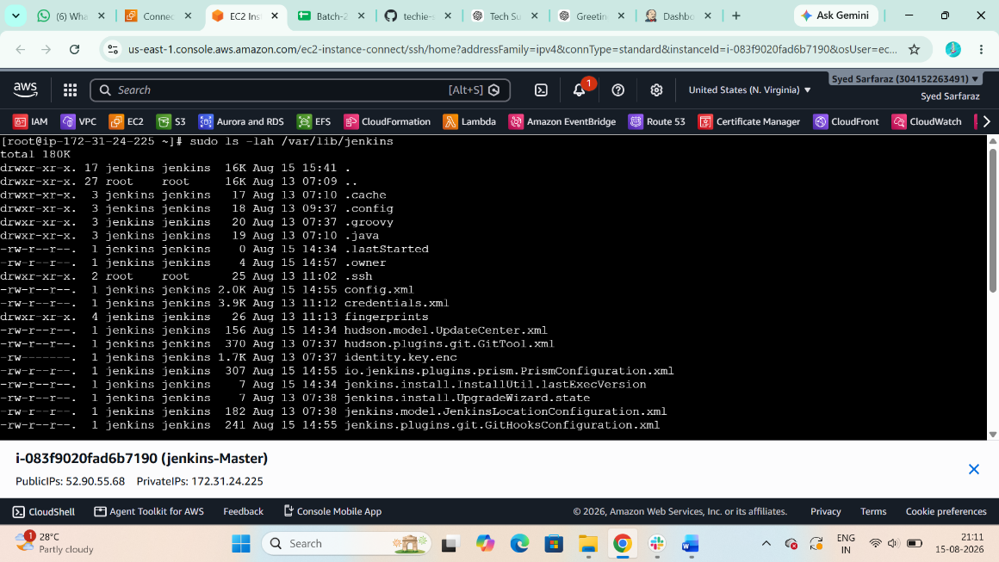 (6) Wha
Connec
EC2 Ins
Batch-2
techie-
Tech Su
Greetin
Dashbo
Ask Gemini
us-east-1.console.aws.amazon.com/ec2-instance-connect/ssh/home?addressFamily=ipv4&connType=standard&instanceId=i-083f9020fad6b7190&osUser=ec...
aws
Search
[Alt+S]
1
United States (N. Virginia) ▼
Syed Sarfaraz (304152263491) ▼
Syed Sarfaraz
IAM VPC EC2 S3 Aurora and RDS EFS CloudFormation Lambda Amazon EventBridge Route 53 Certificate Manager CloudFront CloudWatch
[root@ip-172-31-24-225 ~]# sudo ls -lah /var/lib/jenkins
total 180K
drwxr-xr-x. 17 jenkins jenkins  16K Aug 15 15:41 .
drwxr-xr-x. 27 root    root     16K Aug 13 07:09 ..
drwxr-xr-x.  3 jenkins jenkins   17 Aug 13 07:10 .cache
drwxr-xr-x.  3 jenkins jenkins   18 Aug 13 09:37 .config
drwxr-xr-x.  3 jenkins jenkins   20 Aug 13 07:37 .groovy
drwxr-xr-x.  3 jenkins jenkins   19 Aug 13 07:10 .java
-rw-r--r--.  1 jenkins jenkins    0 Aug 15 14:34 .lastStarted
-rw-r--r--.  1 jenkins jenkins    4 Aug 15 14:57 .owner
drwxr-xr-x.  2 root    root      25 Aug 13 11:02 .ssh
-rw-r--r--.  1 jenkins jenkins 2.0K Aug 15 14:55 config.xml
-rw-r--r--.  1 jenkins jenkins 3.9K Aug 13 11:12 credentials.xml
drwxr-xr-x.  4 jenkins jenkins   26 Aug 13 11:13 fingerprints
-rw-r--r--.  1 jenkins jenkins  156 Aug 15 14:34 hudson.model.UpdateCenter.xml
-rw-r--r--.  1 jenkins jenkins  370 Aug 13 07:37 hudson.plugins.git.GitTool.xml
-rw-------.  1 jenkins jenkins 1.7K Aug 13 07:37 identity.key.enc
-rw-r--r--.  1 jenkins jenkins  307 Aug 15 14:55 io.jenkins.plugins.prism.PrismConfiguration.xml
-rw-r--r--.  1 jenkins jenkins    7 Aug 15 14:34 jenkins.install.InstallUtil.lastExecVersion
-rw-r--r--.  1 jenkins jenkins    7 Aug 13 07:38 jenkins.install.UpgradeWizard.state
-rw-r--r--.  1 jenkins jenkins  182 Aug 13 07:38 jenkins.model.JenkinsLocationConfiguration.xml
-rw-r--r--.  1 jenkins jenkins  241 Aug 15 14:55 jenkins.plugins.git.GitHooksConfiguration.xml
i-083f9020fad6b7190 (jenkins-Master)
PublicIPs: 52.90.55.68 PrivateIPs: 172.31.24.225
CloudShell Agent Toolkit for AWS Feedback Console Mobile App © 2026, Amazon Web Services, Inc. or its affiliates. Privacy Terms Cookie preferences
1
28°C
Partly cloudy
Search
ENG
IN
21:11
15-08-2026